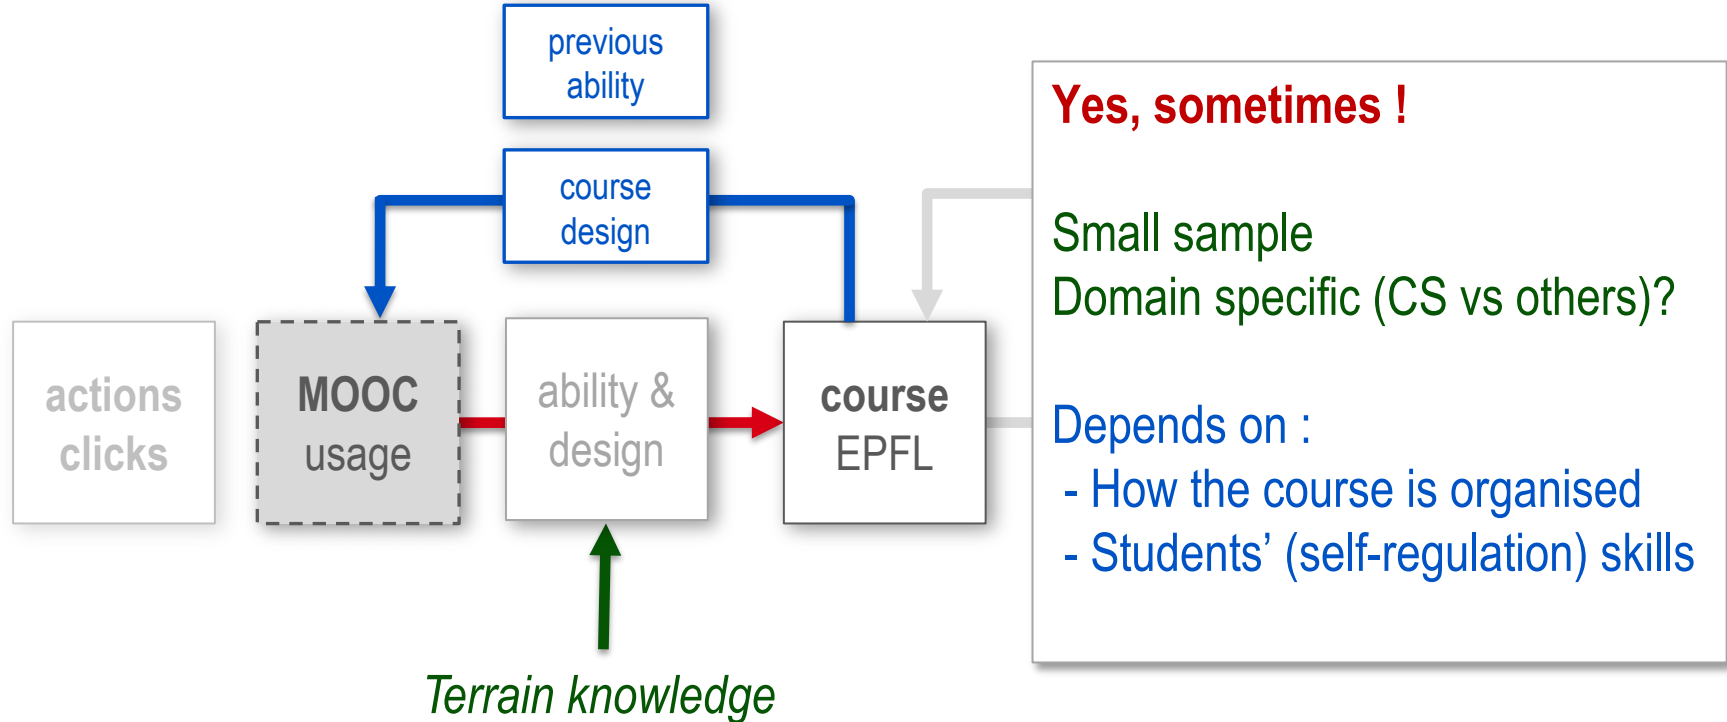 previous
ability
course
design
actions
clicks
MOOC
usage
ability &
design
course
EPFL
Terrain knowledge
Yes, sometimes !
Small sample
Domain specific (CS vs others)?
Depends on :
- How the course is organised
- Students’ (self-regulation) skills